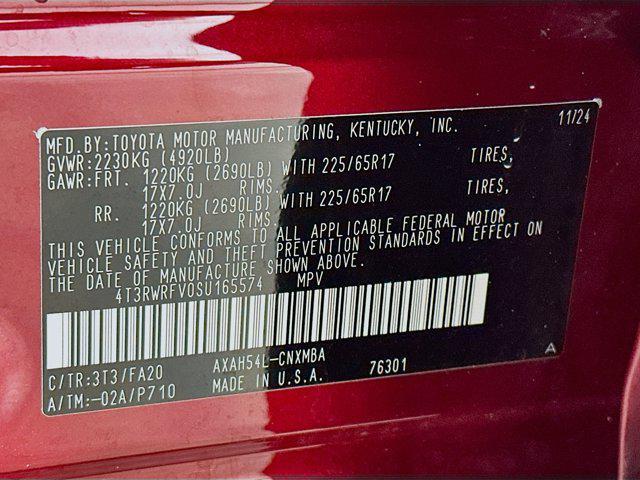 MFD.BY:TOYOTA MOTOR MANUFACTURING, KENTUCKY, INC. 11/24
GVWR:2230KG (4920LB)
GAWR:FRT. 1220KG (2690LB) WITH 225/65R17 TIRES,
17X7.0J RIMS.
RR. 1220KG (2690LB) WITH 225/65R17 TIRES,
17X7.0J RIMS.
THIS VEHICLE CONFORMS TO ALL APPLICABLE FEDERAL MOTOR
VEHICLE SAFETY AND THEFT PREVENTION STANDARDS IN EFFECT ON
THE DATE OF MANUFACTURE SHOWN ABOVE.
4T3RWRFV0SU165574 MPV
C/TR:3T3/FA20 AXAH54L-CNXMBA 76301 A
A/TM:-02A/P710 MADE IN U.S.A.